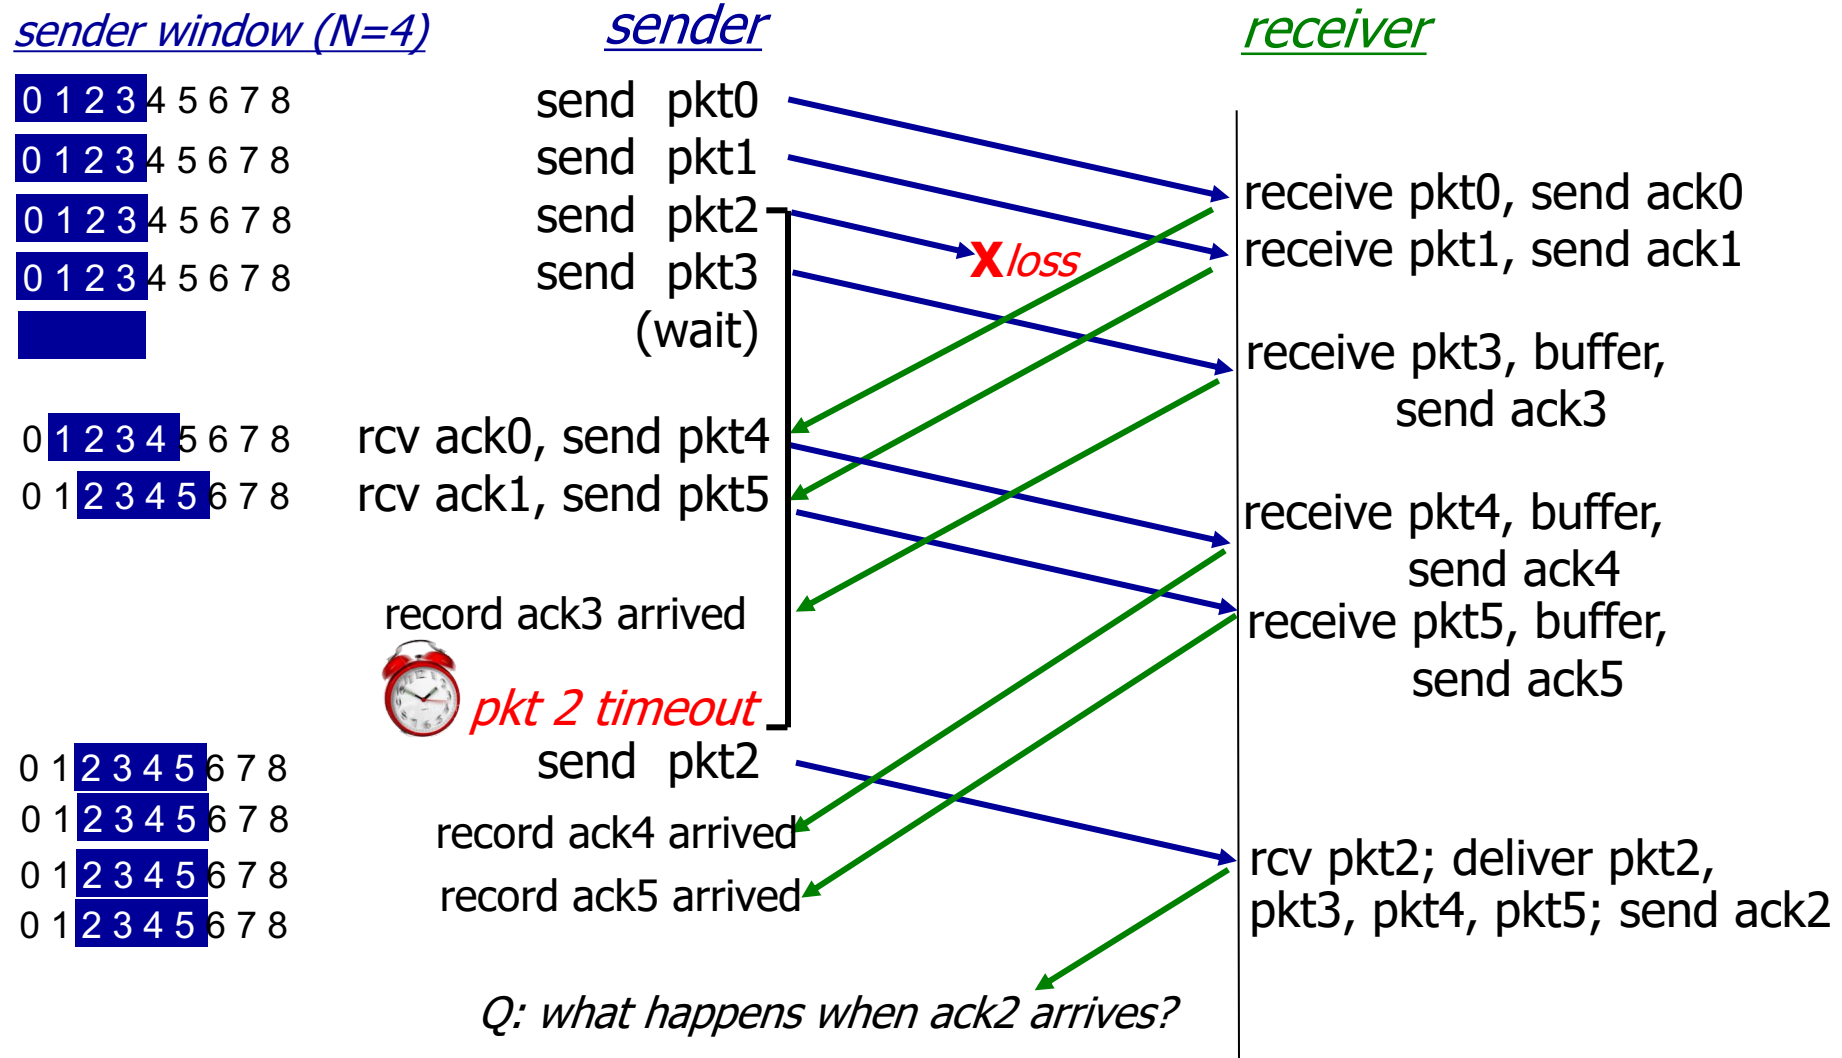 sender window (N=4)
sender
receiver
0 1 2 3 4 5 6 7 8
send pkt0
0 1 2 3 4 5 6 7 8
send pkt1
receive pkt0, send ack0
0 1 2 3 4 5 6 7 8
send pkt2
receive pkt1, send ack1
X loss
0 1 2 3 4 5 6 7 8
send pkt3
(wait)
receive pkt3, buffer,
send ack3
0 1 2 3 4 5 6 7 8
rcv ack0, send pkt4
0 1 2 3 4 5 6 7 8
rcv ack1, send pkt5
receive pkt4, buffer,
send ack4
record ack3 arrived
receive pkt5, buffer,
send ack5
pkt 2 timeout
0 1 2 3 4 5 6 7 8
send pkt2
0 1 2 3 4 5 6 7 8
record ack4 arrived
0 1 2 3 4 5 6 7 8
record ack5 arrived
rcv pkt2; deliver pkt2,
pkt3, pkt4, pkt5; send ack2
0 1 2 3 4 5 6 7 8
Q: what happens when ack2 arrives?